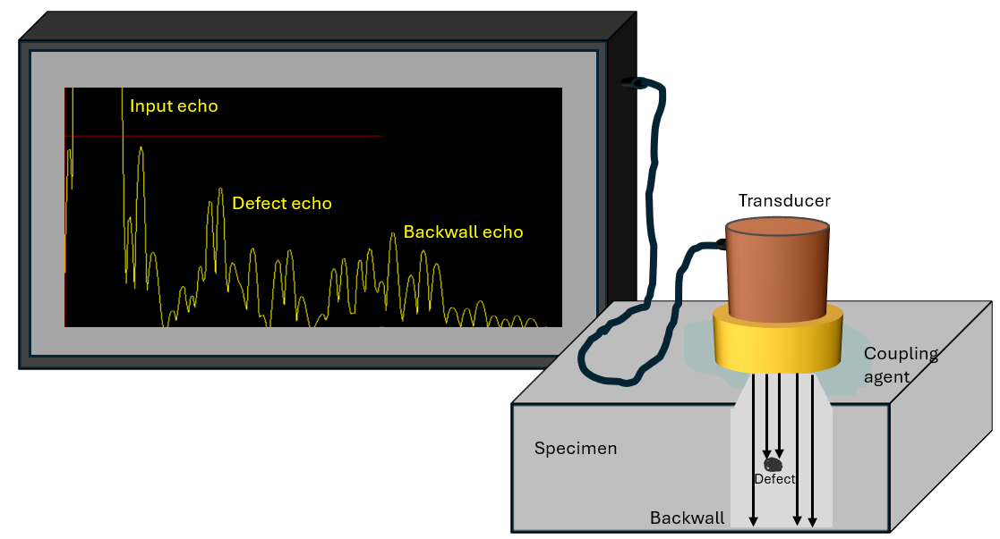 Input echo
Defect echo
Backwall echo
Transducer
Coupling
agent
Specimen
Defect
Backwall